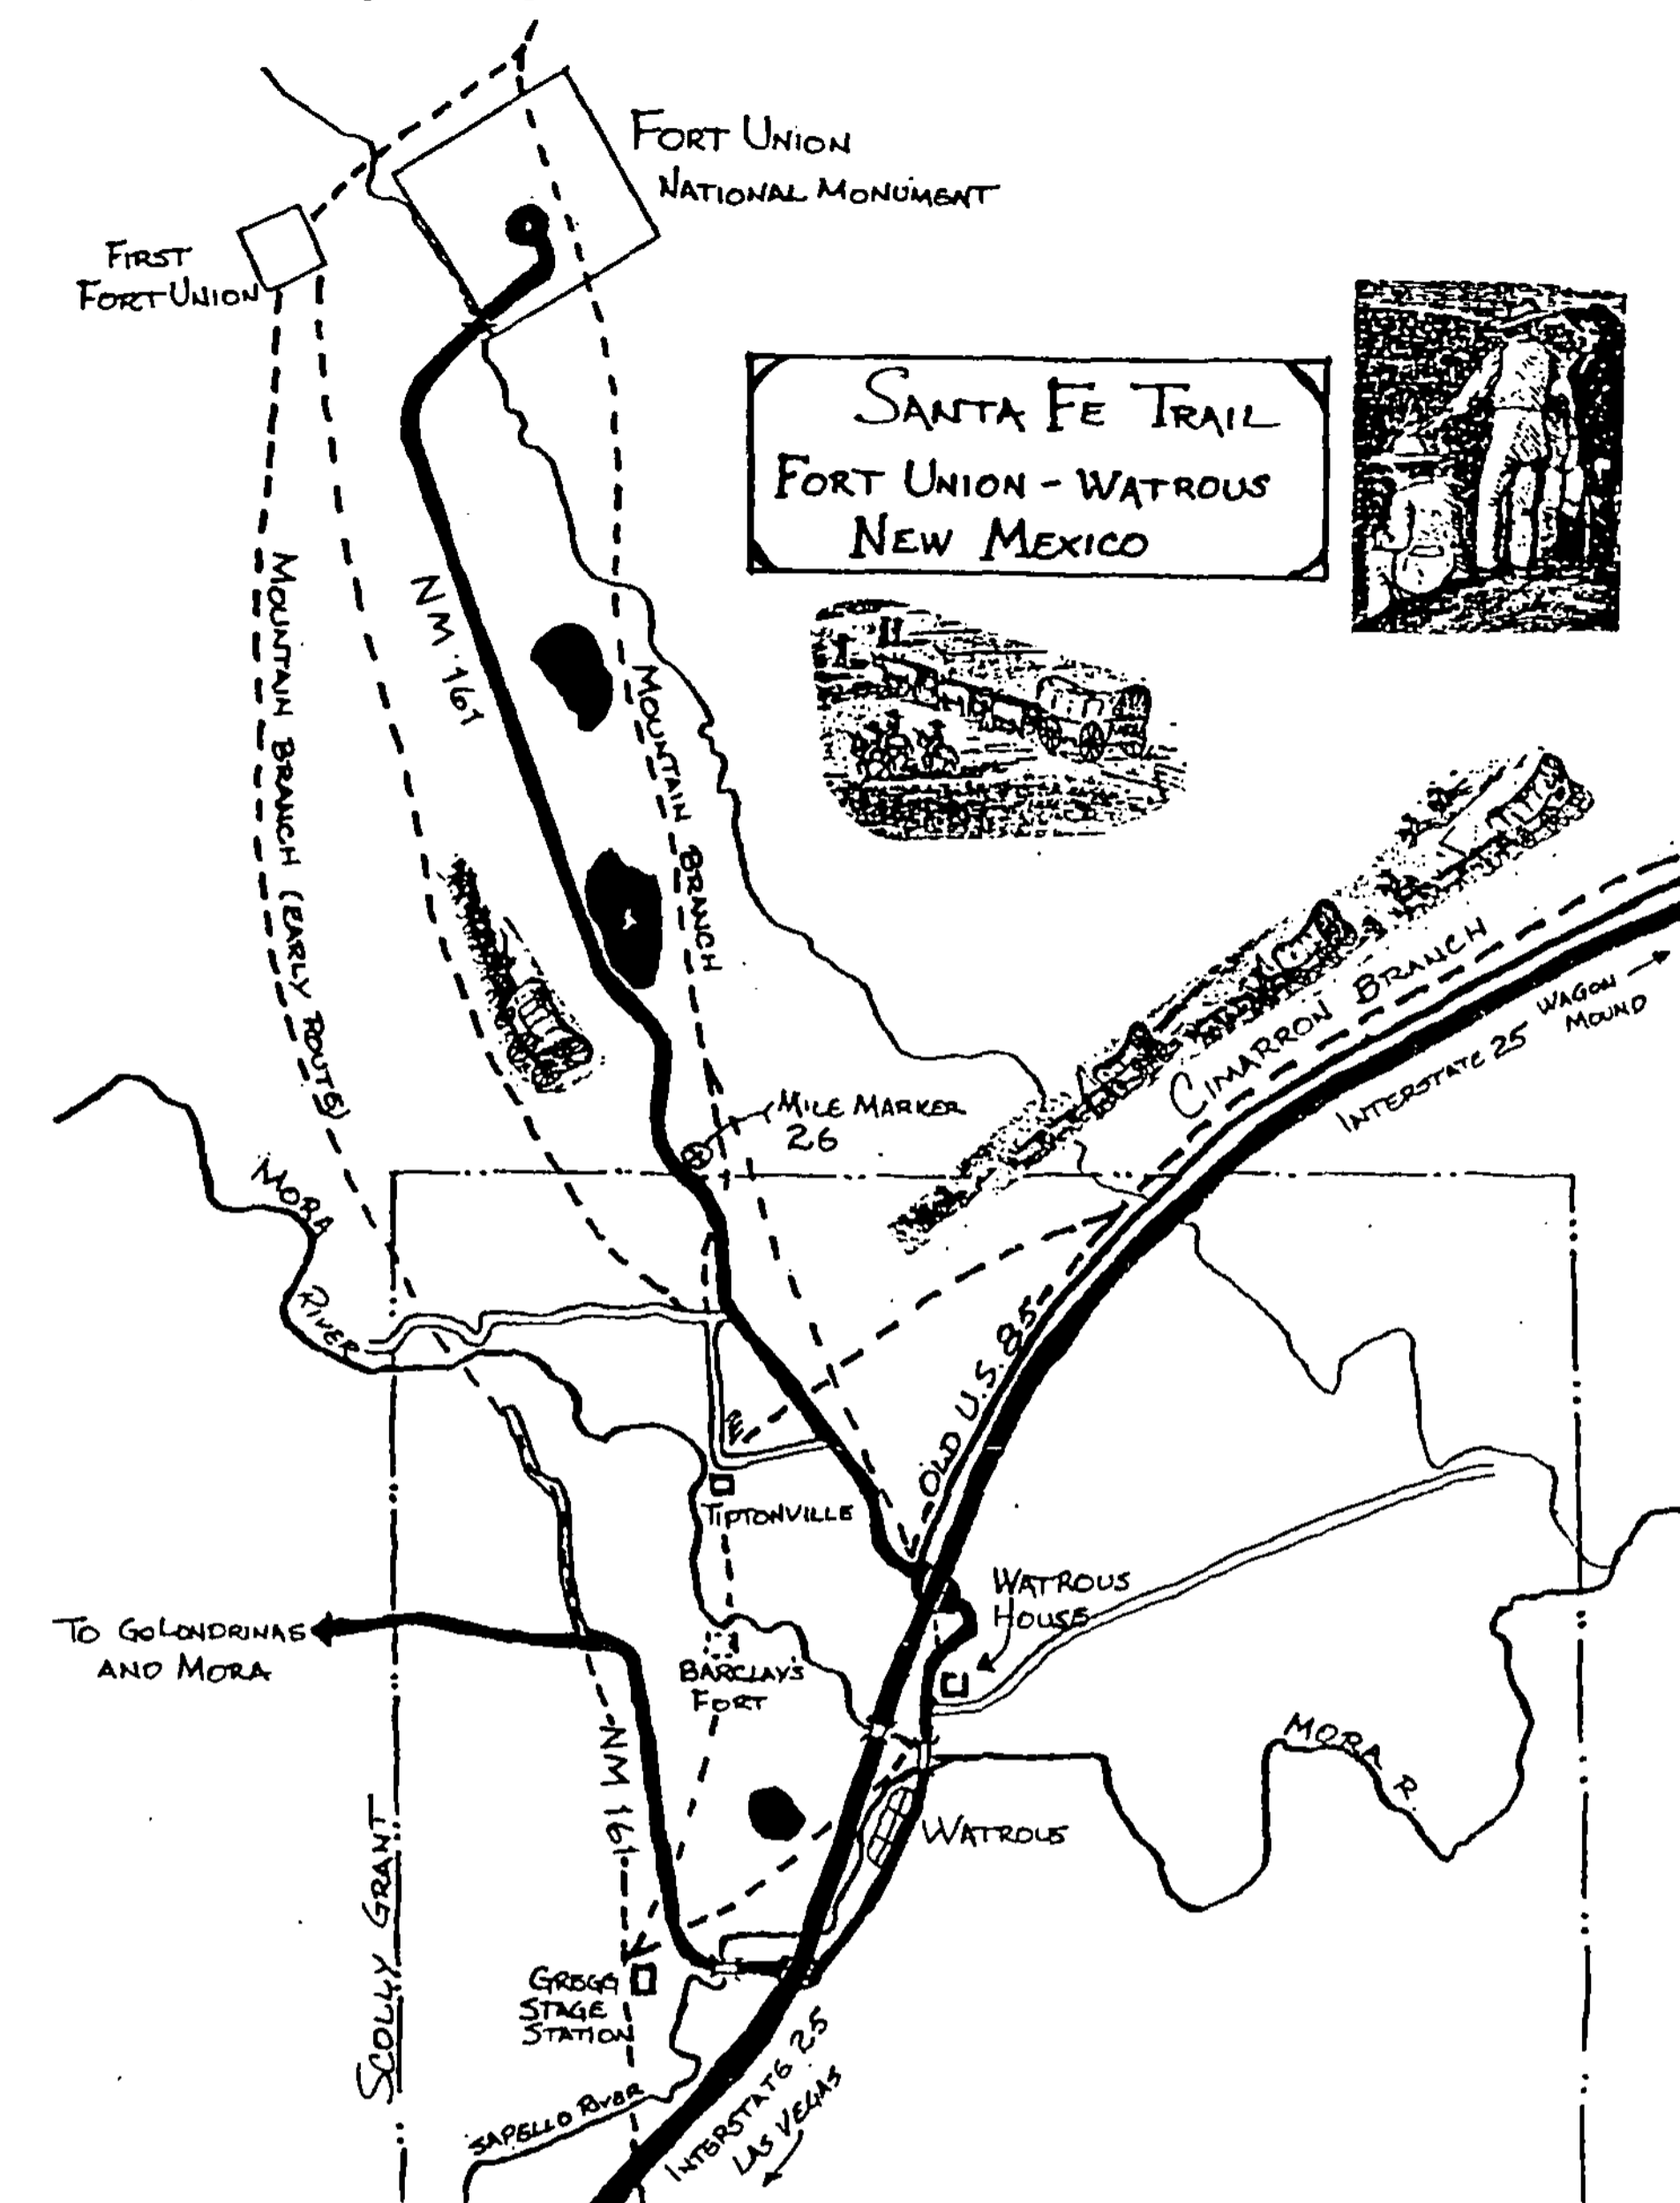 FORT UNION
NATIONAL MONUMENT
FIRST
FORT UNION
SANTA FE TRAIL
FORT UNION - WATROUS
NEW MEXICO
MOUNTAIN BRANCH (EARLY ROUTE)
NM 161
MOUNTAIN BRANCH
CIMARRON BRANCH
WAGON
MOUND
INTERSTATE 25
MILE MARKER
26
MORA
RIVER
OLD U.S. 85
TIPTONVILLE
WATROUS
HOUSE
TO GOLONDRINAS
AND MORA
BARCLAY'S
FORT
NM 161
MORA R.
WATROUS
SCOLLY GRANT
GREGG
STAGE
STATION
SAPELLO RIVER
INTERSTATE 25
LAS VEGAS